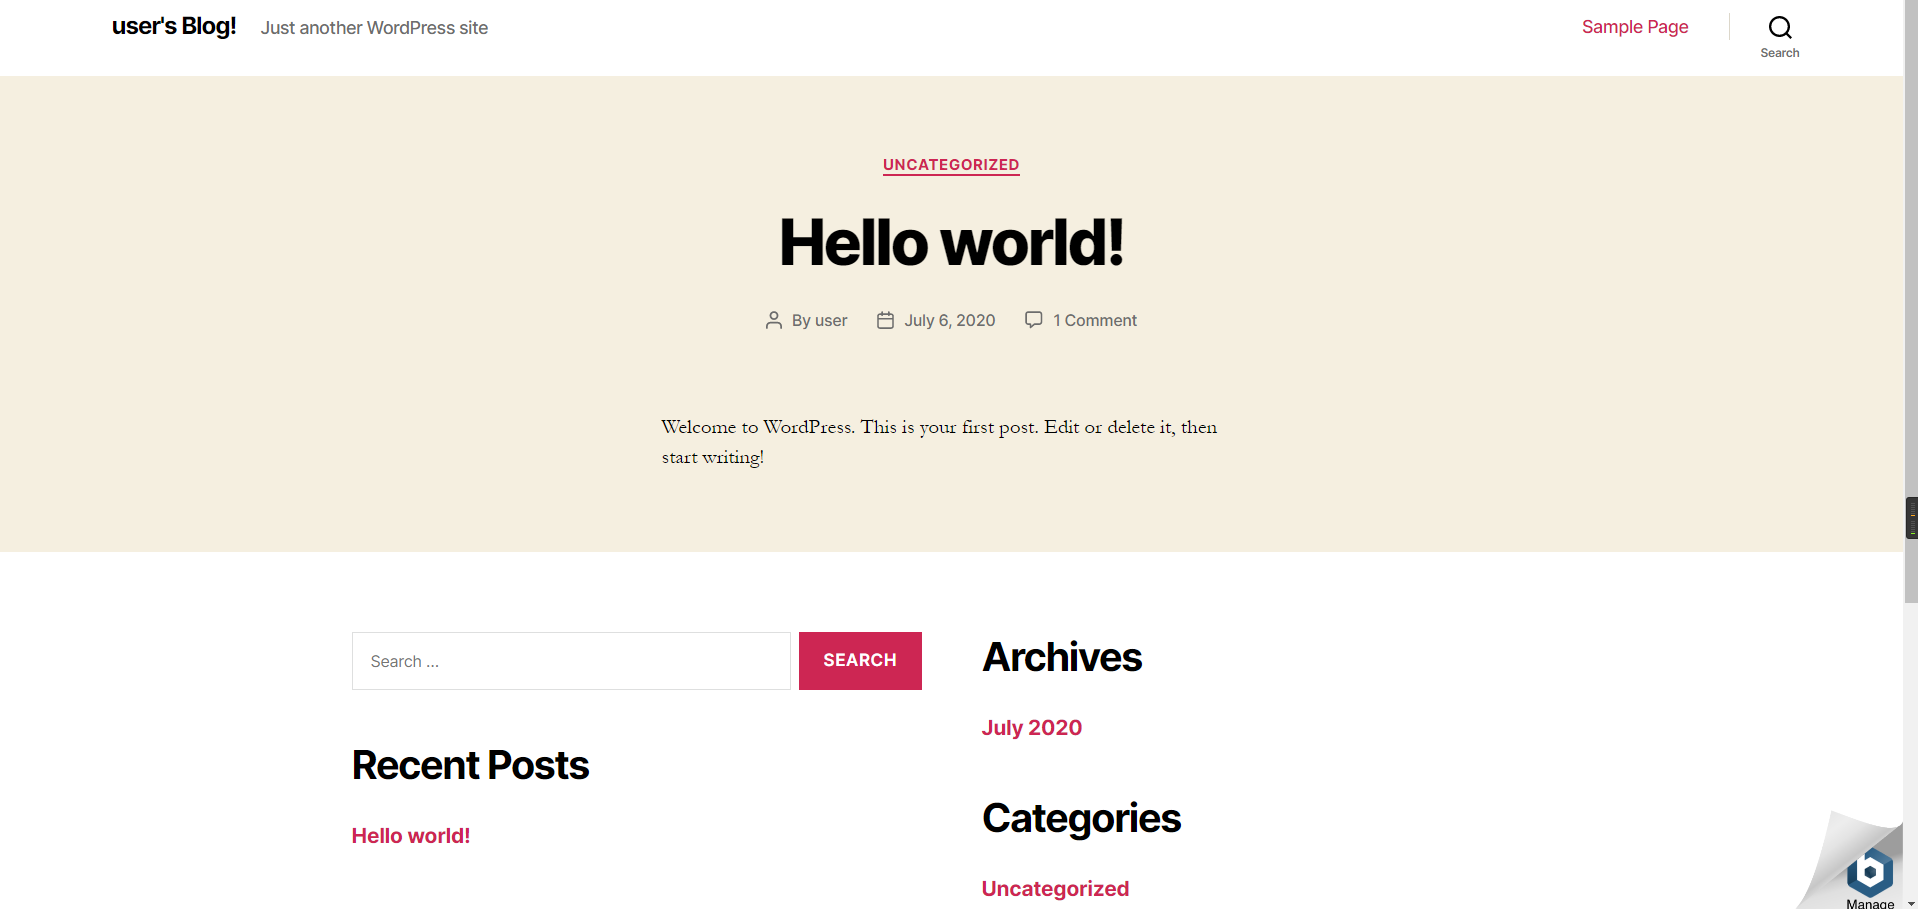 user's Blog!
Just another WordPress site
Sample Page
Search
UNCATEGORIZED
Hello world!
By user
July 6, 2020
1 Comment
Welcome to WordPress. This is your first post. Edit or delete it, then
start writing!
Search …
SEARCH
Recent Posts
Hello world!
Archives
July 2020
Categories
Uncategorized
b
Manage